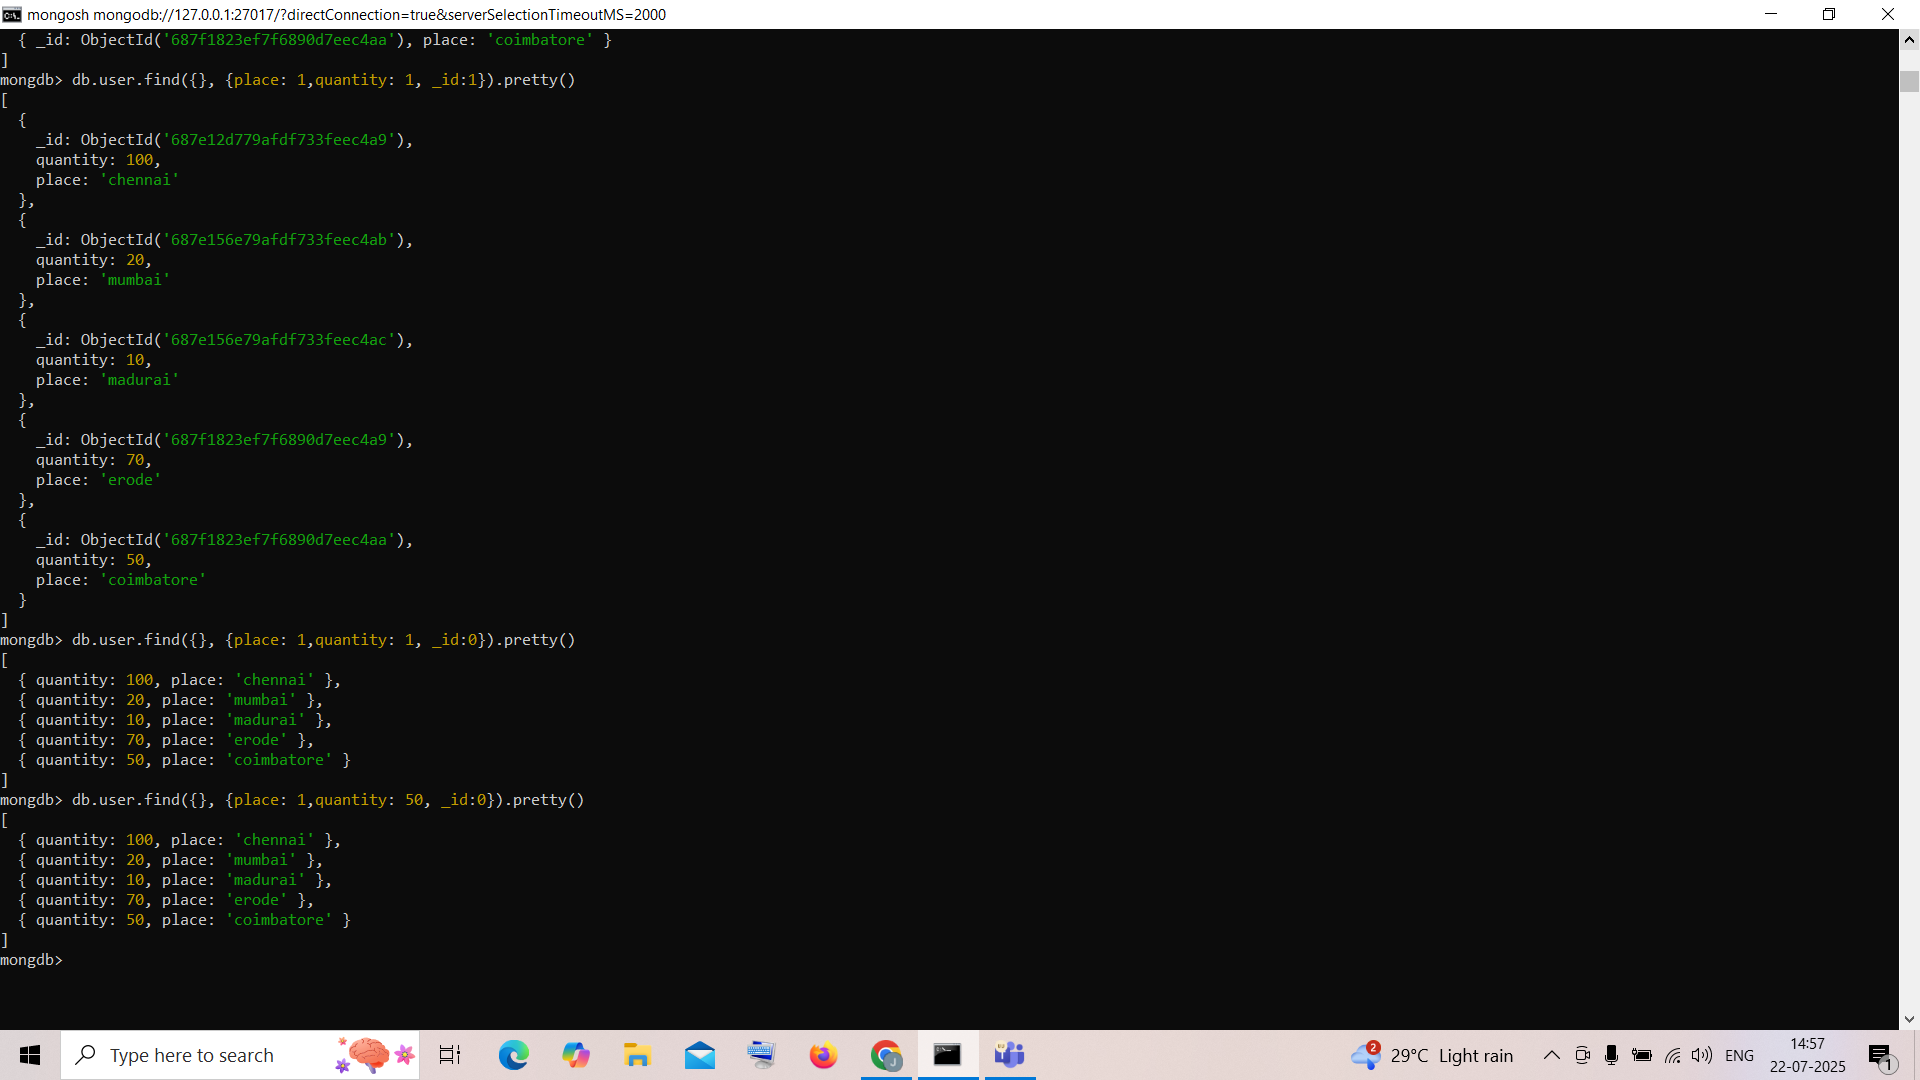 mongosh mongodb://127.0.0.1:27017/?directConnection=true&serverSelectionTimeoutMS=2000
  { _id: ObjectId('687f1823ef7f6890d7eec4aa'), place: 'coimbatore' }
]
mongdb> db.user.find({}, {place: 1,quantity: 1, _id:1}).pretty()
[
  {
    _id: ObjectId('687e12d779afdf733feec4a9'),
    quantity: 100,
    place: 'chennai'
  },
  {
    _id: ObjectId('687e156e79afdf733feec4ab'),
    quantity: 20,
    place: 'mumbai'
  },
  {
    _id: ObjectId('687e156e79afdf733feec4ac'),
    quantity: 10,
    place: 'madurai'
  },
  {
    _id: ObjectId('687f1823ef7f6890d7eec4a9'),
    quantity: 70,
    place: 'erode'
  },
  {
    _id: ObjectId('687f1823ef7f6890d7eec4aa'),
    quantity: 50,
    place: 'coimbatore'
  }
]
mongdb> db.user.find({}, {place: 1,quantity: 1, _id:0}).pretty()
[
  { quantity: 100, place: 'chennai' },
  { quantity: 20, place: 'mumbai' },
  { quantity: 10, place: 'madurai' },
  { quantity: 70, place: 'erode' },
  { quantity: 50, place: 'coimbatore' }
]
mongdb> db.user.find({}, {place: 1,quantity: 50, _id:0}).pretty()
[
  { quantity: 100, place: 'chennai' },
  { quantity: 20, place: 'mumbai' },
  { quantity: 10, place: 'madurai' },
  { quantity: 70, place: 'erode' },
  { quantity: 50, place: 'coimbatore' }
]
mongdb>
Type here to search
2
29°C Light rain
ENG
14:57
22-07-2025
1